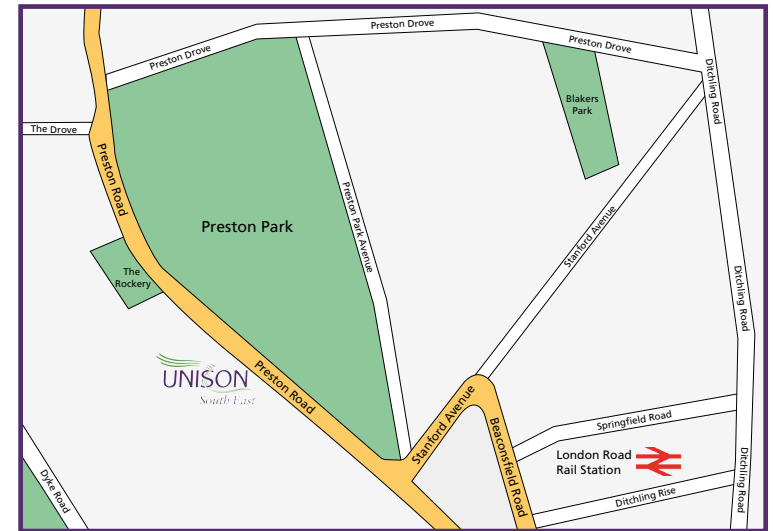 Preston Drove
Preston Drove
Preston Drove
Ditchling Road
Blakers
Park
The Drove
Preston Road
Preston Park
Preston Park Avenue
Stanford Avenue
The
Rockery
Ditchling Road
UNISON
South East
Preston Road
Stanford Avenue
Beaconsfield Road
Springfield Road
London Road
Rail Station
Dyke Road
Ditchling Road
Ditchling Rise